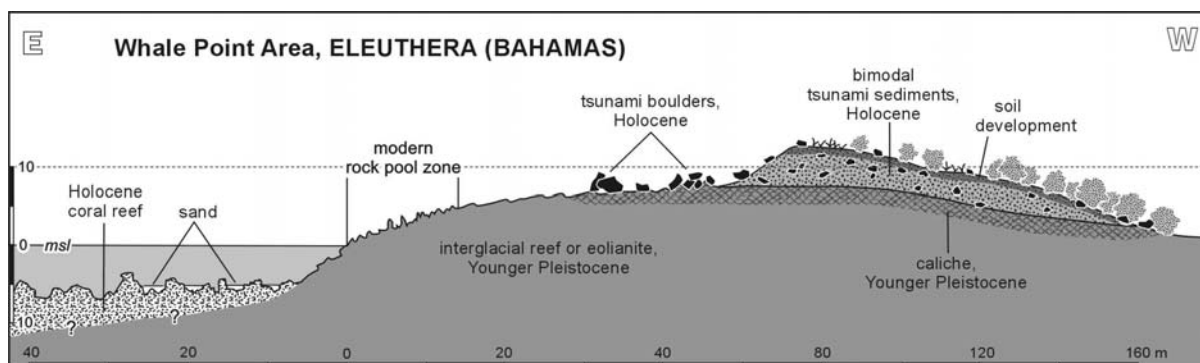 E
Whale Point Area, ELEUTHERA (BAHAMAS)
W
tsunami boulders,
Holocene
bimodal
tsunami sediments,
Holocene
soil
development
modern
rock pool zone
10
Holocene
coral reef
sand
0 msl
interglacial reef or eolianite,
Younger Pleistocene
caliche,
Younger Pleistocene
?
?
10
40 20 0 20 40 60 80 120 160 m